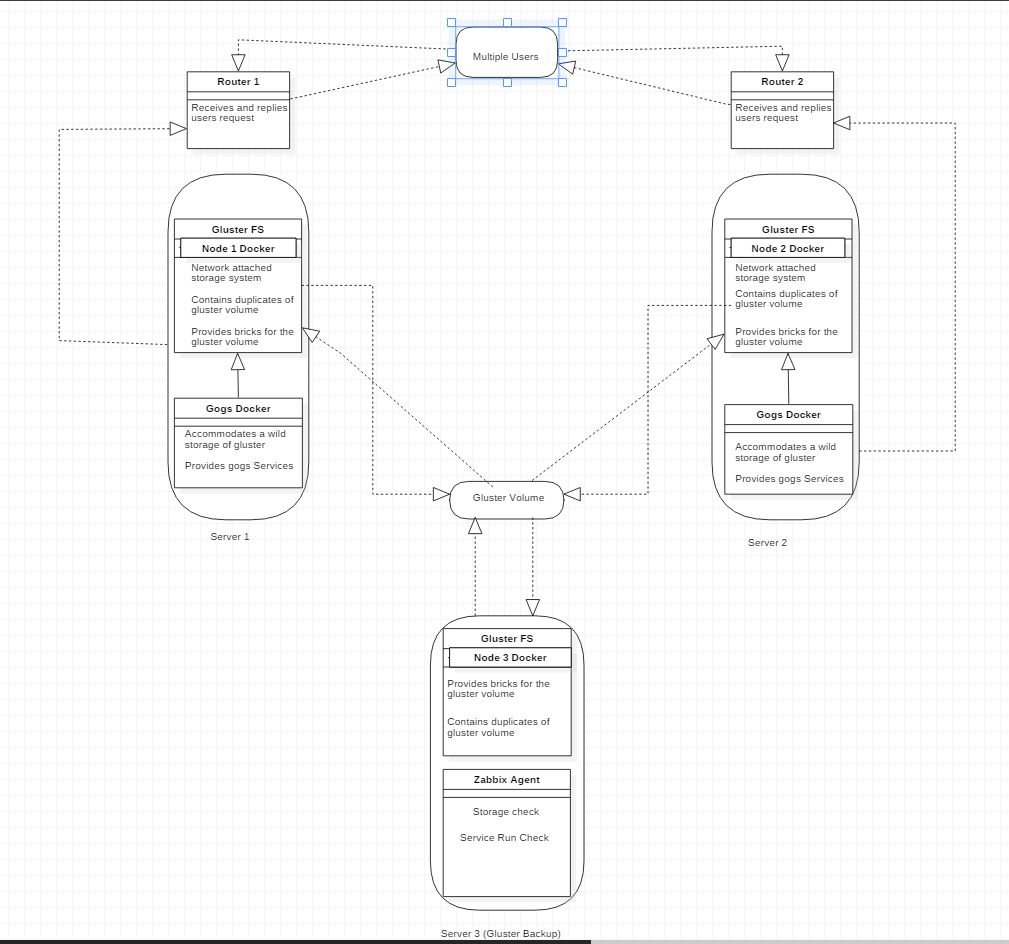 Multiple Users
Router 1
Receives and replies
users request
Router 2
Receives and replies
users request
Gluster FS
Node 1 Docker
Network attached
storage system
Contains duplicates of
gluster volume
Provides bricks for the
gluster volume
Gogs Docker
Accommodates a wild
storage of gluster
Provides gogs Services
Server 1
Gluster FS
Node 2 Docker
Network attached
storage system
Contains duplicates of
gluster volume
Provides bricks for the
gluster volume
Gogs Docker
Accommodates a wild
storage of gluster
Provides gogs Services
Server 2
Gluster Volume
Gluster FS
Node 3 Docker
Provides bricks for the
gluster volume
Contains duplicates of
gluster volume
Zabbix Agent
Storage check
Service Run Check
Server 3 (Gluster Backup)